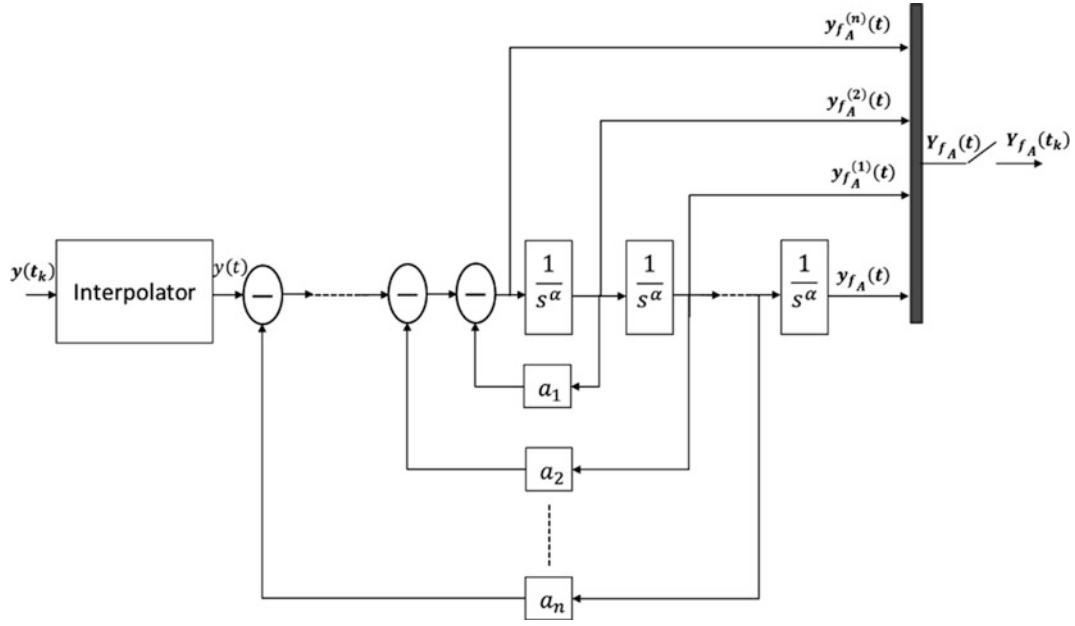 y_{f_A}^{(n)}(t)
y_{f_A}^{(2)}(t)
Y_{f_A}(t) Y_{f_A}(t_k)
y_{f_A}^{(1)}(t)
y(t_k) Interpolator y(t) − − − 1/s^α 1/s^α 1/s^α y_{f_A}(t)
a_1
a_2
a_n